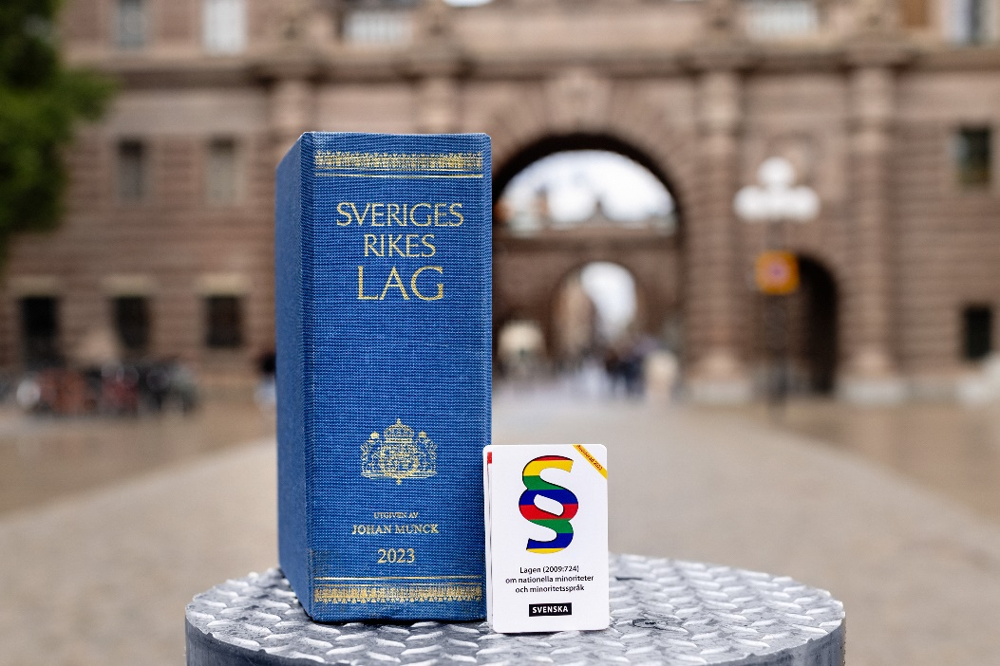 SVERIGES
RIKES
LAG
UTGIVEN AV
JOHAN MUNCK
2023
Lagen (2009:724)
om nationella minoriteter
och minoritetsspråk
SVENSKA